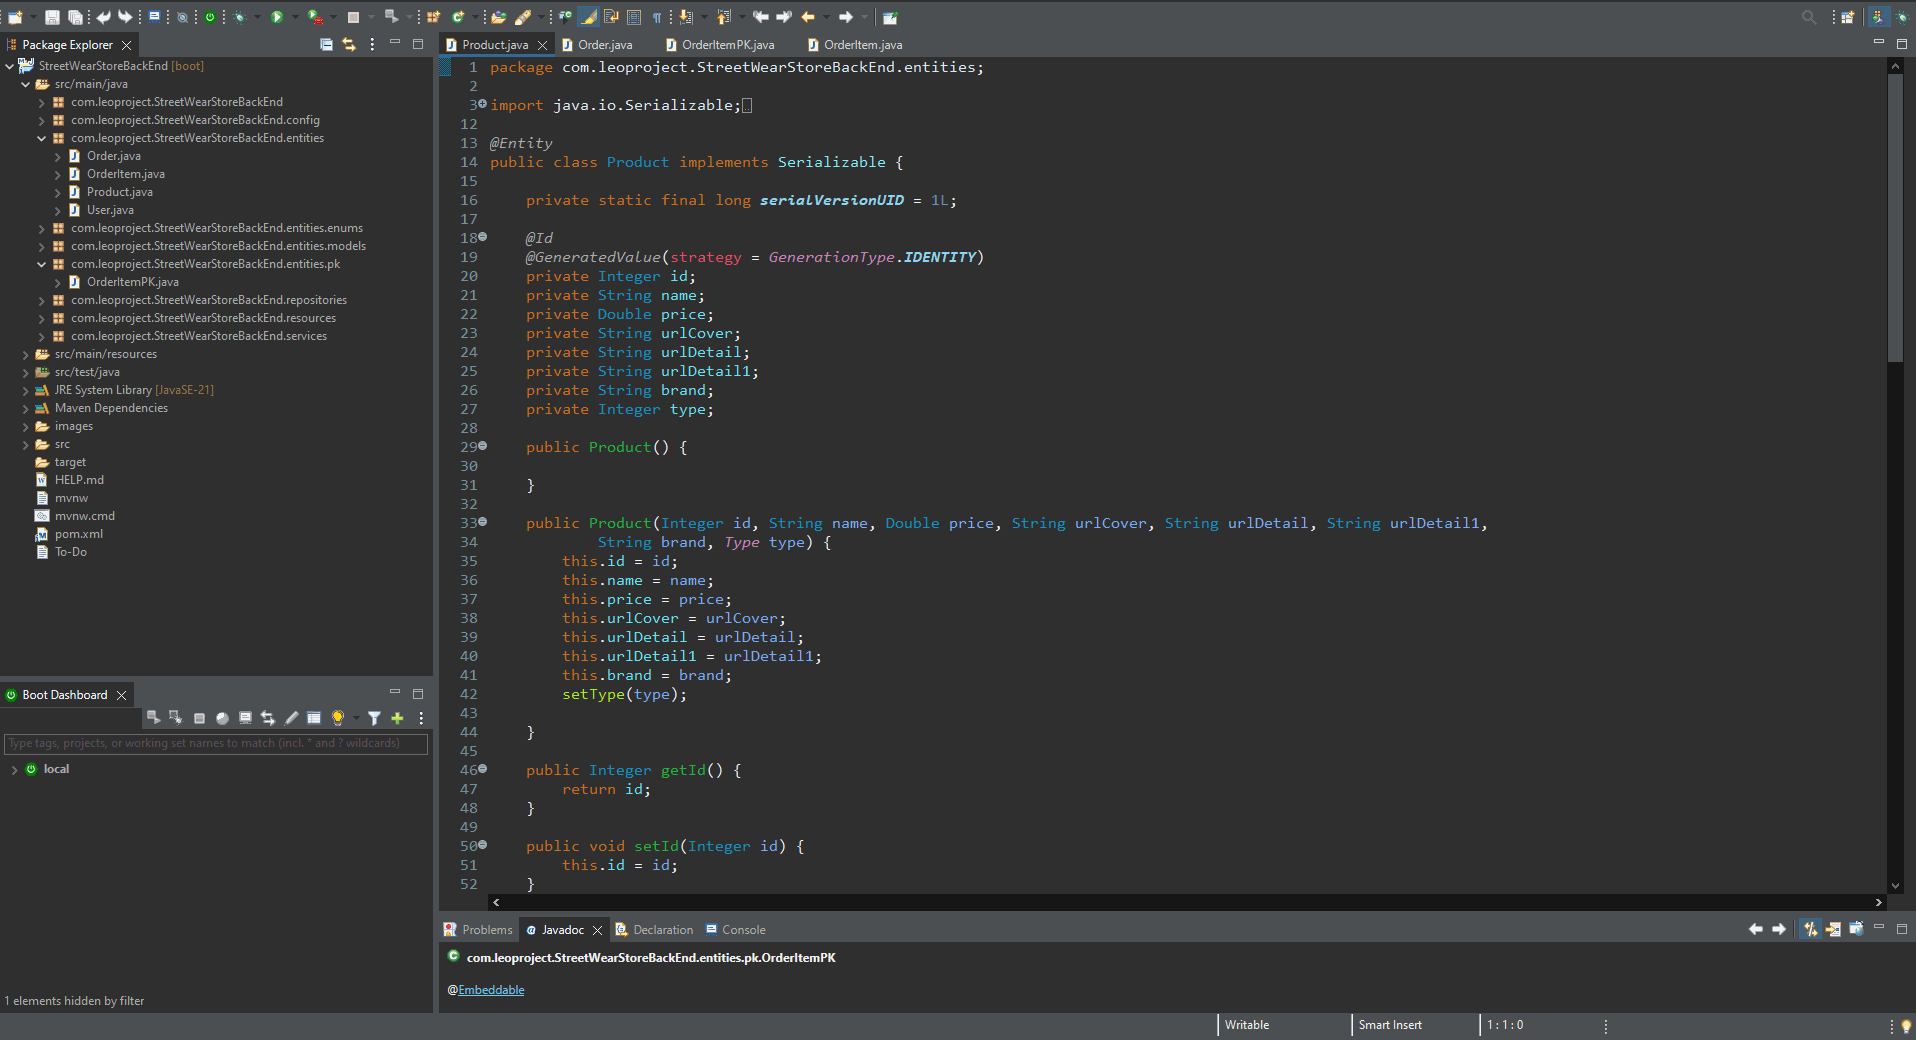 Package Explorer
Product.java
Order.java
OrderItemPK.java
OrderItem.java
StreetWearStoreBackEnd [boot]
src/main/java
com.leoproject.StreetWearStoreBackEnd
com.leoproject.StreetWearStoreBackEnd.config
com.leoproject.StreetWearStoreBackEnd.entities
Order.java
OrderItem.java
Product.java
User.java
com.leoproject.StreetWearStoreBackEnd.entities.enums
com.leoproject.StreetWearStoreBackEnd.entities.models
com.leoproject.StreetWearStoreBackEnd.entities.pk
OrderItemPK.java
com.leoproject.StreetWearStoreBackEnd.repositories
com.leoproject.StreetWearStoreBackEnd.resources
com.leoproject.StreetWearStoreBackEnd.services
src/main/resources
src/test/java
JRE System Library [JavaSE-21]
Maven Dependencies
images
src
target
HELP.md
mvnw
mvnw.cmd
pom.xml
To-Do
Boot Dashboard
Type tags, projects, or working set names to match (incl. * and ? wildcards)
local
1 elements hidden by filter
1 package com.leoproject.StreetWearStoreBackEnd.entities;
2
3 import java.io.Serializable;
12
13 @Entity
14 public class Product implements Serializable {
15
16 private static final long serialVersionUID = 1L;
17
18 @Id
19 @GeneratedValue(strategy = GenerationType.IDENTITY)
20 private Integer id;
21 private String name;
22 private Double price;
23 private String urlCover;
24 private String urlDetail;
25 private String urlDetail1;
26 private String brand;
27 private Integer type;
28
29 public Product() {
30
31 }
32
33 public Product(Integer id, String name, Double price, String urlCover, String urlDetail, String urlDetail1,
34 String brand, Type type) {
35 this.id = id;
36 this.name = name;
37 this.price = price;
38 this.urlCover = urlCover;
39 this.urlDetail = urlDetail;
40 this.urlDetail1 = urlDetail1;
41 this.brand = brand;
42 setType(type);
43
44 }
45
46 public Integer getId() {
47 return id;
48 }
49
50 public void setId(Integer id) {
51 this.id = id;
52 }
Problems
Javadoc
Declaration
Console
com.leoproject.StreetWearStoreBackEnd.entities.pk.OrderItemPK
@Embeddable
Writable
Smart Insert
1 : 1 : 0